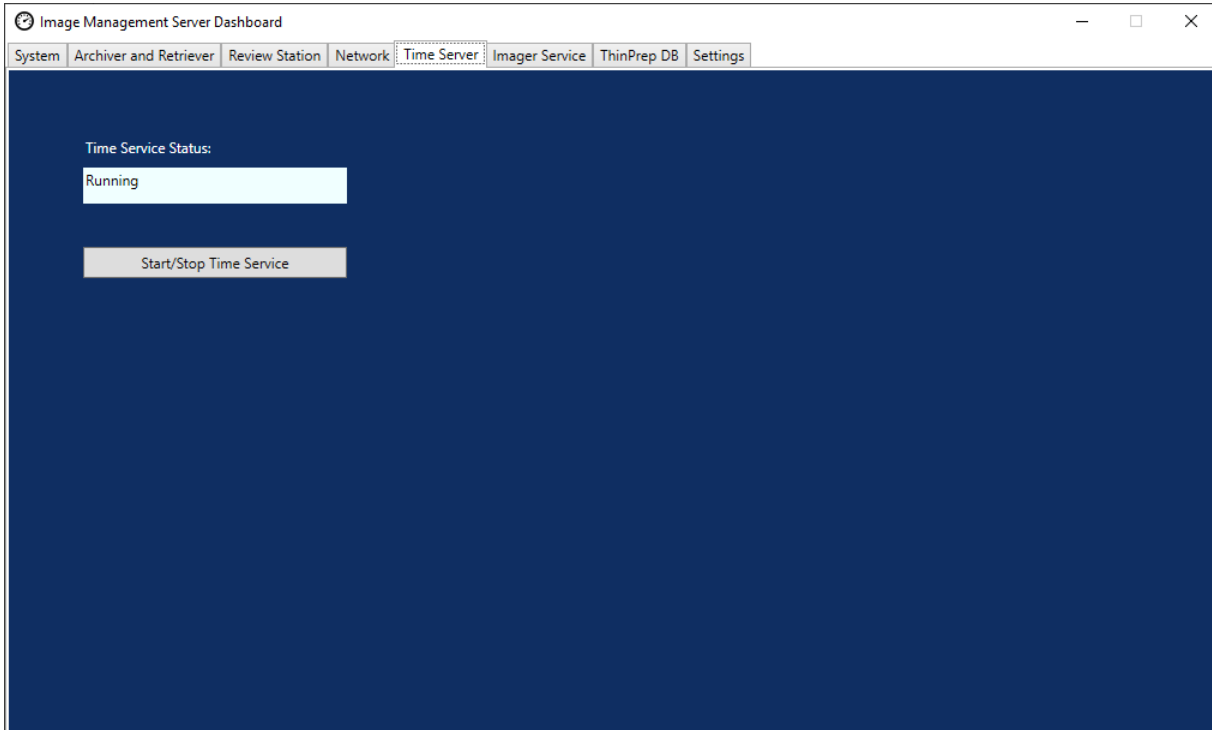 Image Management Server Dashboard
System Archiver and Retriever Review Station Network Time Server Imager Service ThinPrep DB Settings
Time Service Status:
Running
Start/Stop Time Service